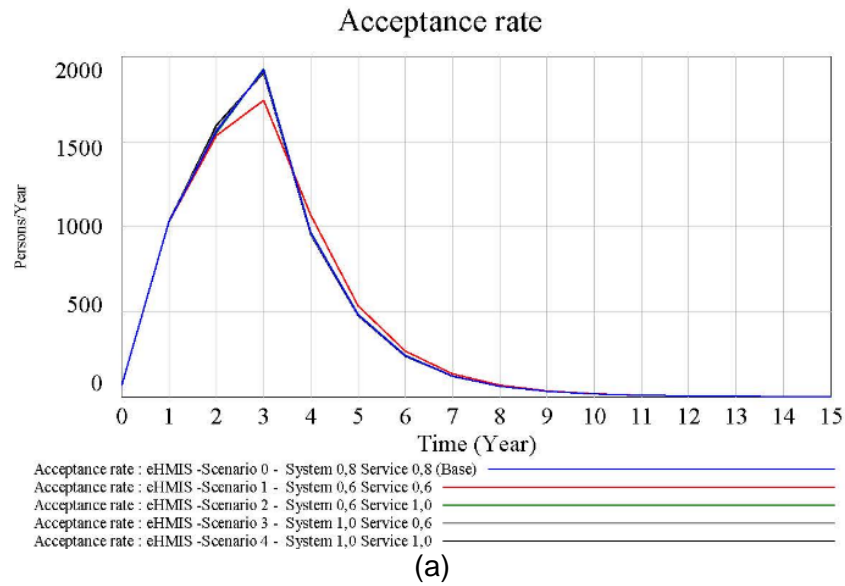 Acceptance rate
2000
1500
1000
500
0
Persons/Year
0 1 2 3 4 5 6 7 8 9 10 11 12 13 14 15
Time (Year)
Acceptance rate : eHMIS -Scenario 0 - System 0,8 Service 0,8 (Base)
Acceptance rate : eHMIS -Scenario 1 - System 0,6 Service 0,6
Acceptance rate : eHMIS -Scenario 2 - System 0,6 Service 1,0
Acceptance rate : eHMIS -Scenario 3 - System 1,0 Service 0,6
Acceptance rate : eHMIS -Scenario 4 - System 1,0 Service 1,0
(a)